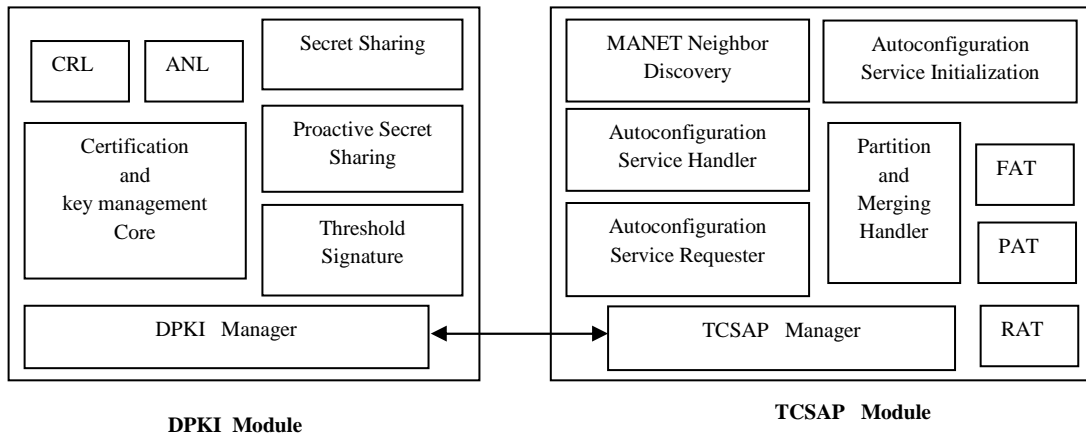 CRL
ANL
Secret Sharing
Certification
and
key management
Core
Proactive Secret
Sharing
Threshold
Signature
DPKI Manager
DPKI Module
MANET Neighbor
Discovery
Autoconfiguration
Service Initialization
Autoconfiguration
Service Handler
Partition
and
Merging
Handler
FAT
Autoconfiguration
Service Requester
PAT
TCSAP Manager
RAT
TCSAP Module